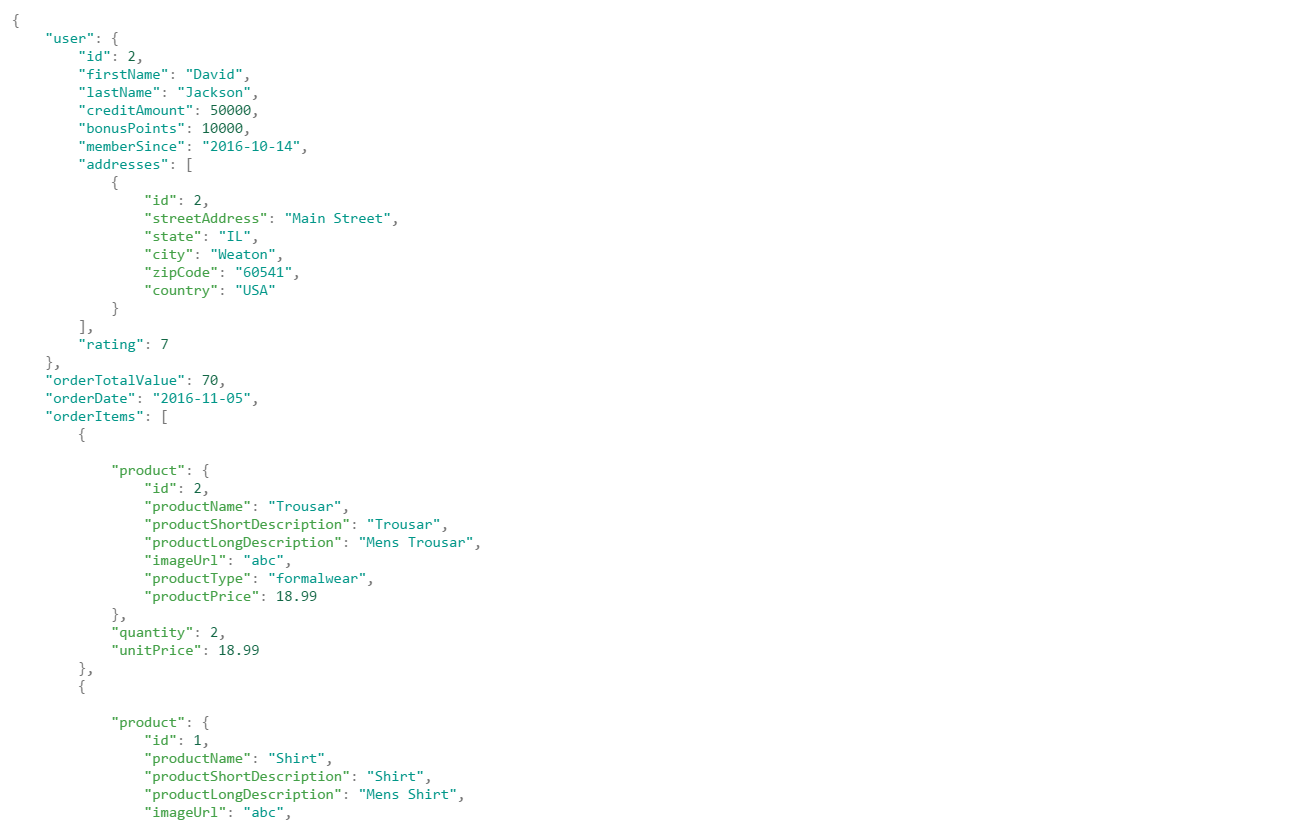 {
    "user": {
        "id": 2,
        "firstName": "David",
        "lastName": "Jackson",
        "creditAmount": 50000,
        "bonusPoints": 10000,
        "memberSince": "2016-10-14",
        "addresses": [
            {
                "id": 2,
                "streetAddress": "Main Street",
                "state": "IL",
                "city": "Weaton",
                "zipCode": "60541",
                "country": "USA"
            }
        ],
        "rating": 7
    },
    "orderTotalValue": 70,
    "orderDate": "2016-11-05",
    "orderItems": [
        {
            "product": {
                "id": 2,
                "productName": "Trousar",
                "productShortDescription": "Trousar",
                "productLongDescription": "Mens Trousar",
                "imageUrl": "abc",
                "productType": "formalwear",
                "productPrice": 18.99
            },
            "quantity": 2,
            "unitPrice": 18.99
        },
        {
            "product": {
                "id": 1,
                "productName": "Shirt",
                "productShortDescription": "Shirt",
                "productLongDescription": "Mens Shirt",
                "imageUrl": "abc",